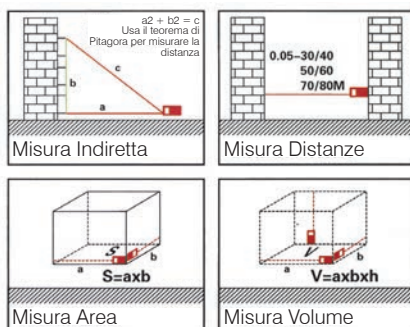 a2 + b2 = c
Usa il teorema di
Pitagora per misurare la
distanza
b
c
a
Misura Indiretta
0.05-30/40
50/60
70/80M
Misura Distanze
S
a
b
S=axb
Misura Area
V
a
b
V=axbxh
Misura Volume